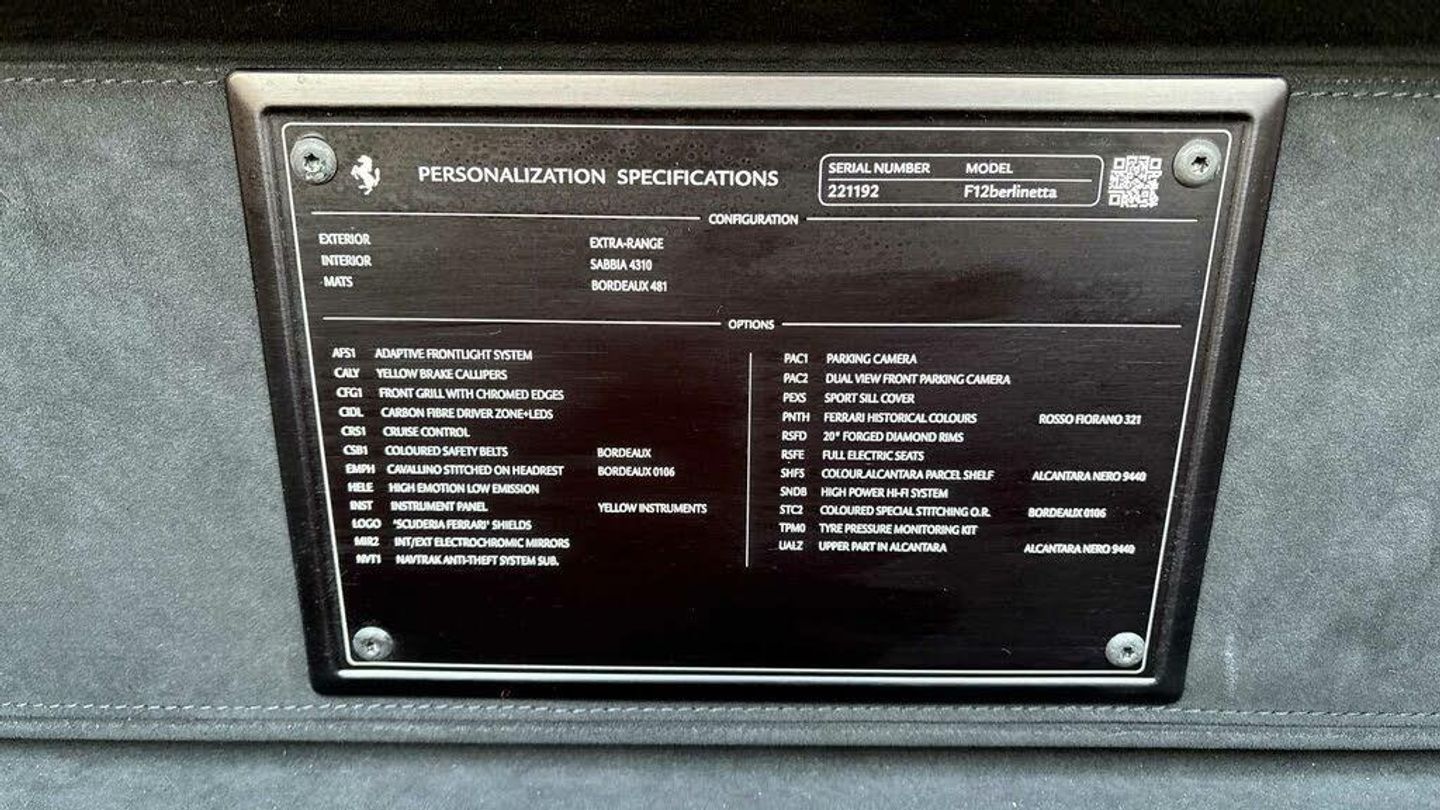 PERSONALIZATION SPECIFICATIONS
SERIAL NUMBER MODEL
221192 F12berlinetta
CONFIGURATION
EXTERIOR EXTRA-RANGE
INTERIOR SABBIA 4310
MATS BORDEAUX 481
OPTIONS
AFS1 ADAPTIVE FRONTLIGHT SYSTEM
CALY YELLOW BRAKE CALLIPERS
CFG1 FRONT GRILL WITH CHROMED EDGES
CIDL CARBON FIBRE DRIVER ZONE+LEDS
CRS1 CRUISE CONTROL
CSB1 COLOURED SAFETY BELTS BORDEAUX
EMPH CAVALLINO STITCHED ON HEADREST BORDEAUX 0106
HELE HIGH EMOTION LOW EMISSION
INST INSTRUMENT PANEL YELLOW INSTRUMENTS
LOGO 'SCUDERIA FERRARI' SHIELDS
MIR2 INT/EXT ELECTROCHROMIC MIRRORS
NVT1 NAVTRAK ANTI-THEFT SYSTEM SUB.
PAC1 PARKING CAMERA
PAC2 DUAL VIEW FRONT PARKING CAMERA
PEXS SPORT SILL COVER
PNTH FERRARI HISTORICAL COLOURS ROSSO FIORANO 321
RSFD 20" FORGED DIAMOND RIMS
RSFE FULL ELECTRIC SEATS
SHFS COLOUR.ALCANTARA PARCEL SHELF ALCANTARA NERO 9440
SNDB HIGH POWER HI-FI SYSTEM
STC2 COLOURED SPECIAL STITCHING O.R. BORDEAUX 0106
TPM0 TYRE PRESSURE MONITORING KIT
UALZ UPPER PART IN ALCANTARA ALCANTARA NERO 9440